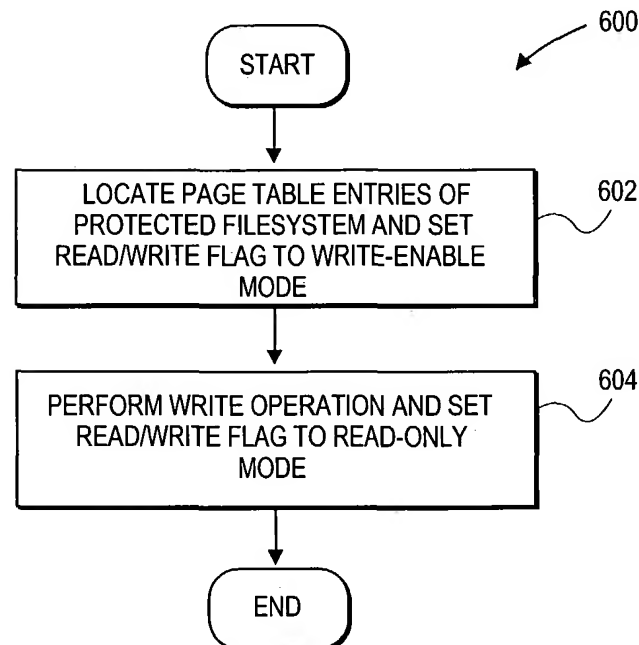 600
START
LOCATE PAGE TABLE ENTRIES OF
PROTECTED FILESYSTEM AND SET
READ/WRITE FLAG TO WRITE-ENABLE
MODE
602
PERFORM WRITE OPERATION AND SET
READ/WRITE FLAG TO READ-ONLY
MODE
604
END